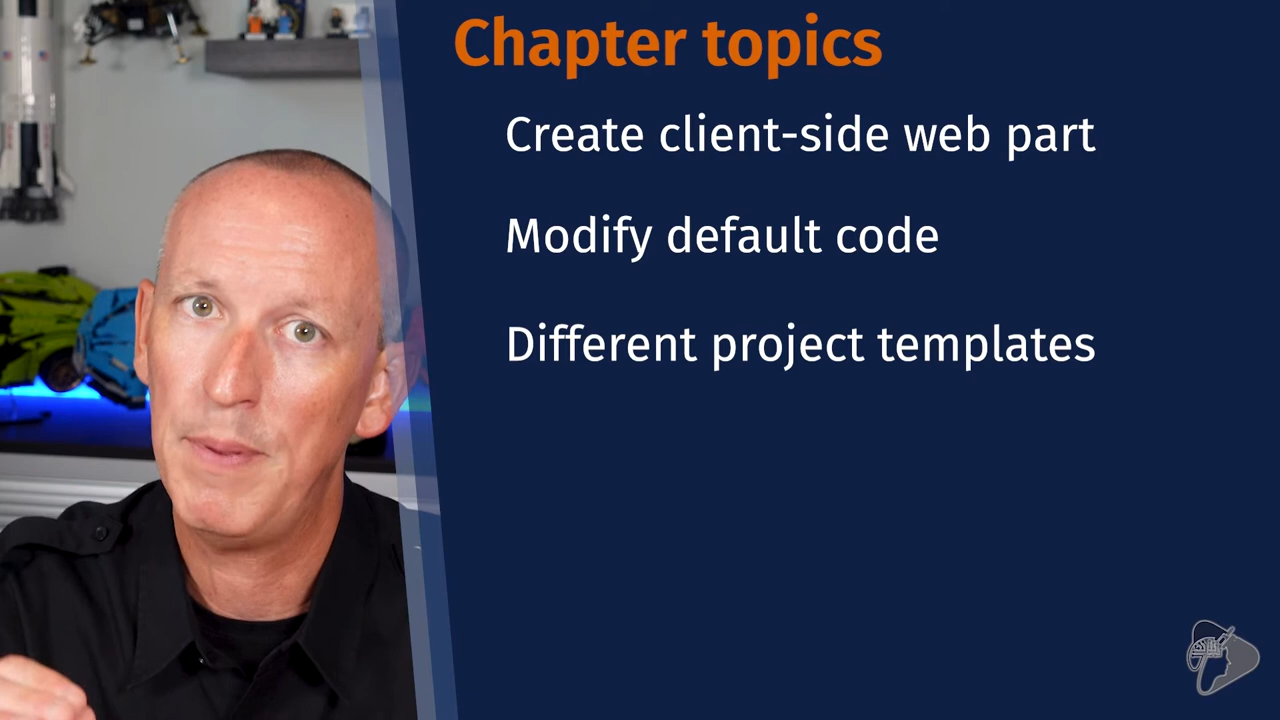 Chapter topics
Create client-side web part
Modify default code
Different project templates